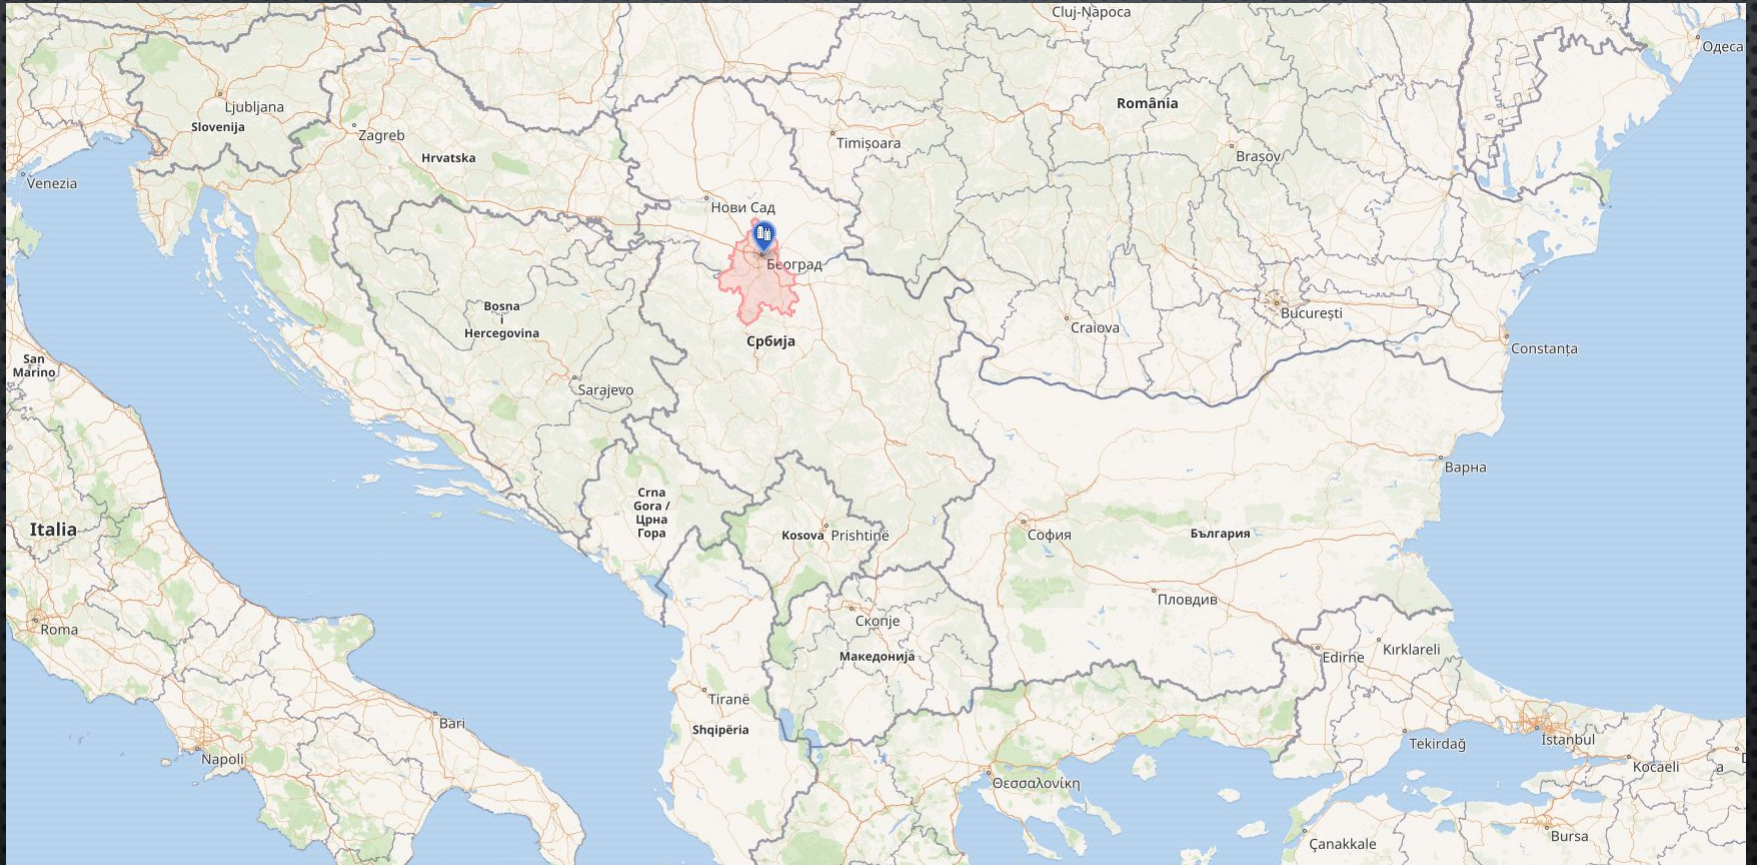 Cluj-Napoca
Одеса
Ljubljana
Slovenija
Zagreb
Hrvatska
România
Timișoara
Brașov
Venezia
Нови Сад
Београд
Bosna
i
Hercegovina
București
Craiova
Constanța
Србија
San
Marino
Sarajevo
Варна
Crna
Gora /
Црна
Гора
Italia
Kosova
Prishtinë
София
България
Пловдив
Roma
Скопје
Македонија
Edirne
Kırklareli
Tiranë
Shqipëria
Bari
Napoli
Tekirdağ
İstanbul
Kocaeli
Θεσσαλονίκη
Bursa
Çanakkale